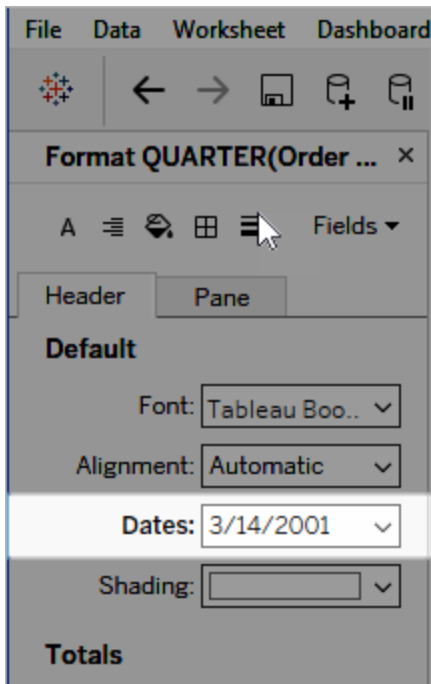 File Data Worksheet Dashboard
Format QUARTER(Order ... ×
A Fields
Header Pane
Default
Font: Tableau Boo..
Alignment: Automatic
Dates: 3/14/2001
Shading:
Totals